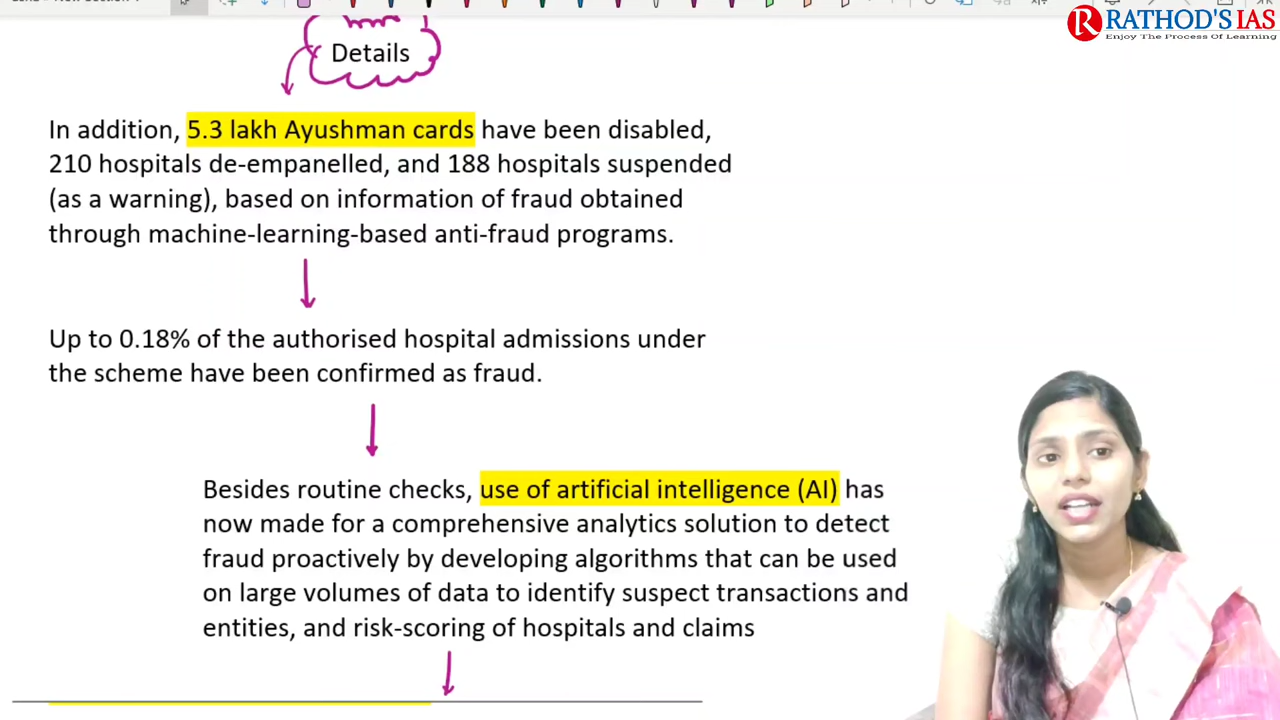 RATHOD'S IAS
Enjoy The Process Of Learning
Details
In addition, 5.3 lakh Ayushman cards have been disabled,
210 hospitals de-empanelled, and 188 hospitals suspended
(as a warning), based on information of fraud obtained
through machine-learning-based anti-fraud programs.
Up to 0.18% of the authorised hospital admissions under
the scheme have been confirmed as fraud.
Besides routine checks, use of artificial intelligence (AI) has
now made for a comprehensive analytics solution to detect
fraud proactively by developing algorithms that can be used
on large volumes of data to identify suspect transactions and
entities, and risk-scoring of hospitals and claims